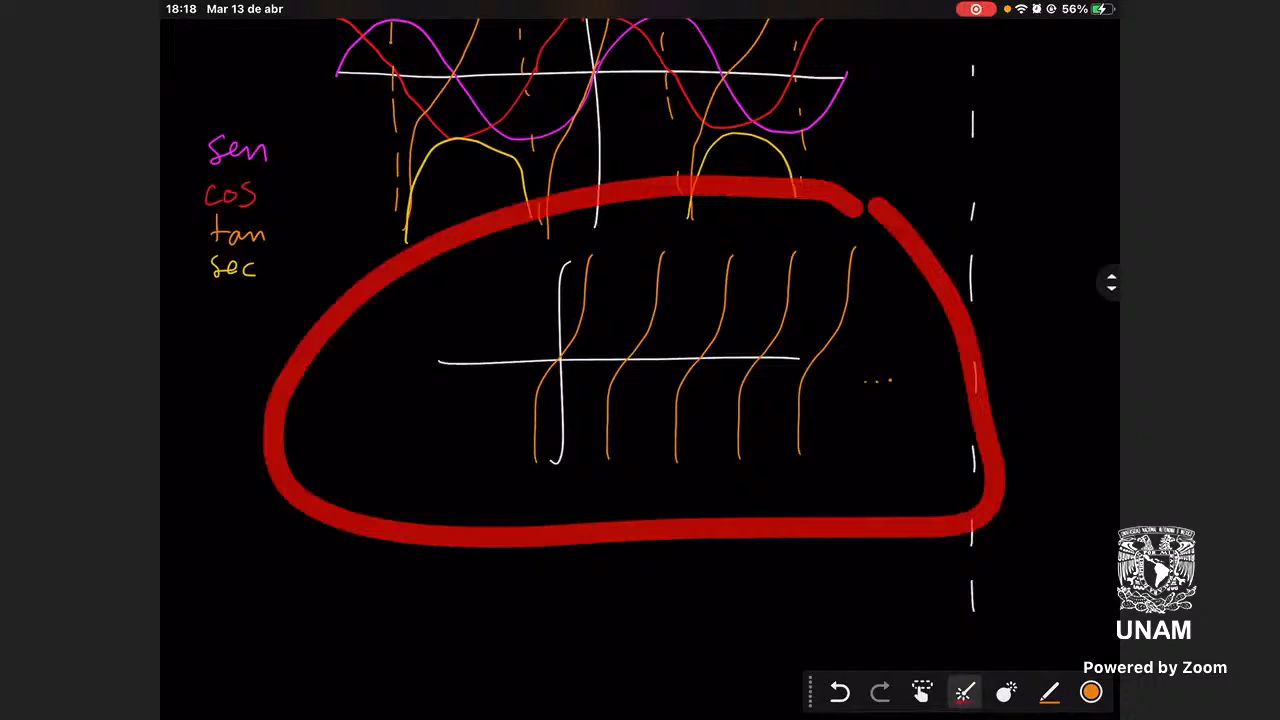 18:18 Mar 13 de abr 56%
sen
cos
tan
sec
...
UNAM
Powered by Zoom